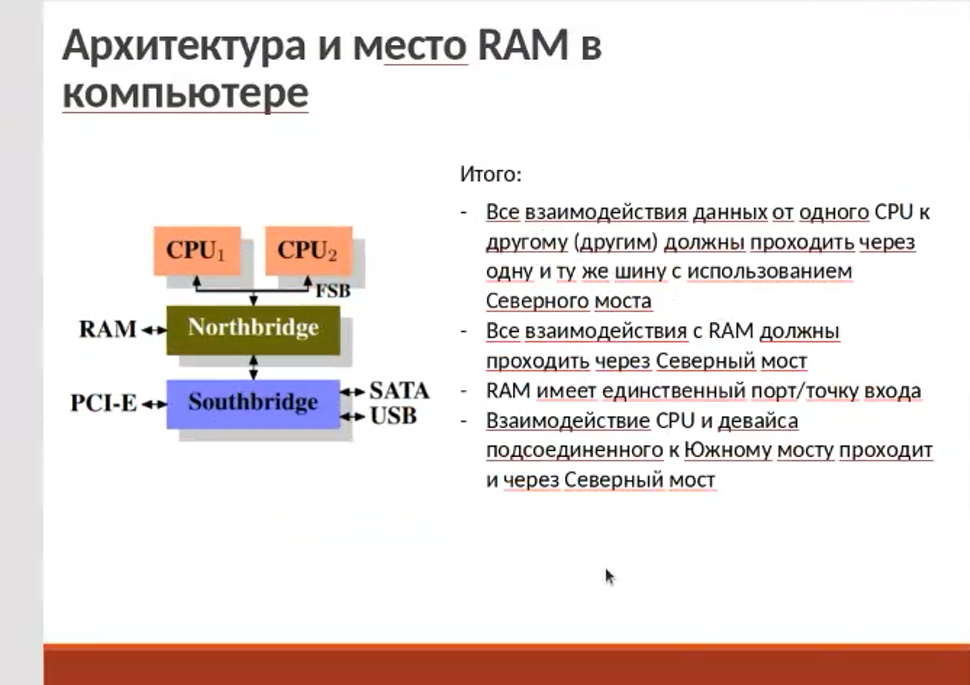 Архитектура и место RAM в
компьютере
Итого:
- Все взаимодействия данных от одного CPU к
другому (другим) должны проходить через
одну и ту же шину с использованием
Северного моста
- Все взаимодействия с RAM должны
проходить через Северный мост
- RAM имеет единственный порт/точку входа
- Взаимодействие CPU и девайса
подсоединенного к Южному мосту проходит
и через Северный мост
CPU₁ CPU₂
FSB
RAM Northbridge
PCI-E Southbridge SATA
USB